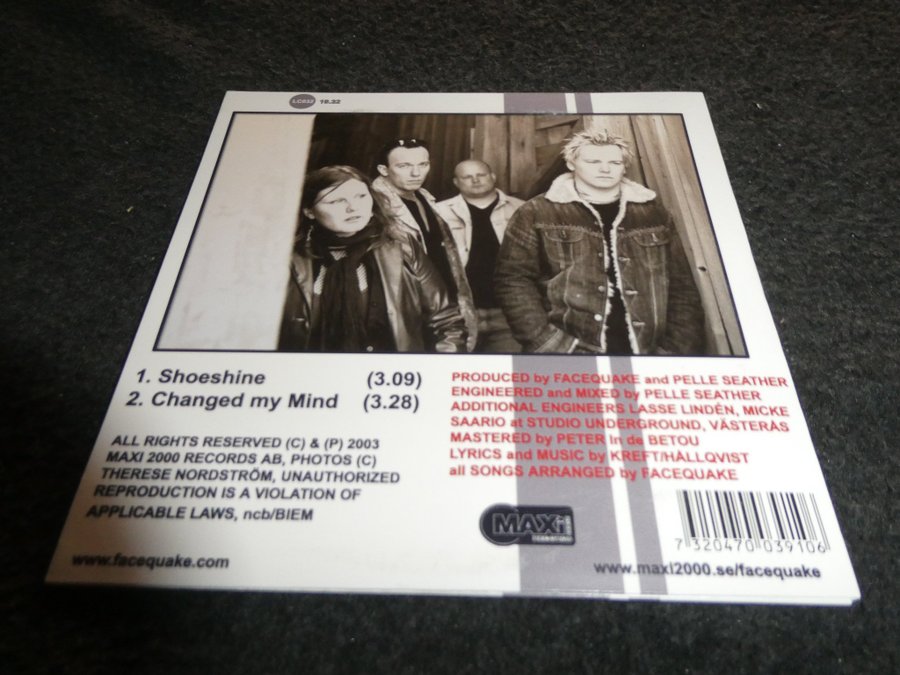 18.32
1. Shoeshine (3.09)
2. Changed my Mind (3.28)
ALL RIGHTS RESERVED (C) & (P) 2003
MAXI 2000 RECORDS AB, PHOTOS (C)
THERESE NORDSTRÖM, UNAUTHORIZED
REPRODUCTION IS A VIOLATION OF
APPLICABLE LAWS, ncb/BIEM
www.facequake.com
PRODUCED by FACEQUAKE and PELLE SEATHER
ENGINEERED and MIXED by PELLE SEATHER
ADDITIONAL ENGINEERS LASSE LINDÉN, MICKE
SAARIO at STUDIO UNDERGROUND, VÄSTERÅS
MASTERED by PETER In de BETOU
LYRICS and MUSIC by KREFT/HÄLLQVIST
all SONGS ARRANGED by FACEQUAKE
MAXi
7 320470 039106
www.maxi2000.se/facequake